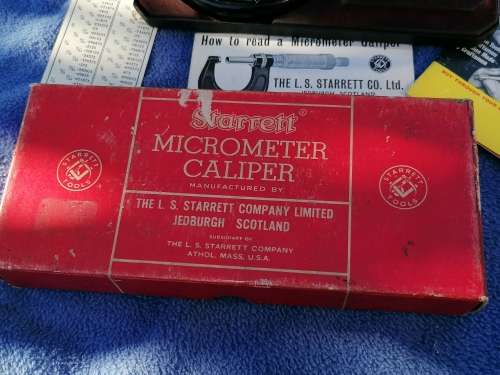 How to read a Micrometer Caliper
THE L. S. STARRETT CO. Ltd.
JEDBURGH SCOTLAND
Starrett
MICROMETER
CALIPER
MANUFACTURED BY
THE L. S. STARRETT COMPANY LIMITED
JEDBURGH SCOTLAND
SUBSIDIARY OF
THE L. S. STARRETT COMPANY
ATHOL, MASS., U.S.A.
STARRETT
TOOLS
STARRETT
TOOLS